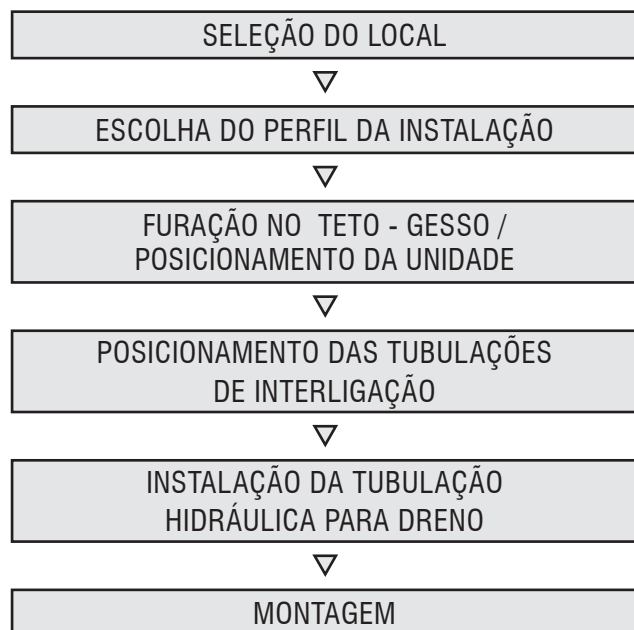 SELEÇÃO DO LOCAL
ESCOLHA DO PERFIL DA INSTALAÇÃO
FURAÇÃO NO TETO - GESSO /
POSICIONAMENTO DA UNIDADE
POSICIONAMENTO DAS TUBULAÇÕES
DE INTERLIGAÇÃO
INSTALAÇÃO DA TUBULAÇÃO
HIDRÁULICA PARA DRENO
MONTAGEM